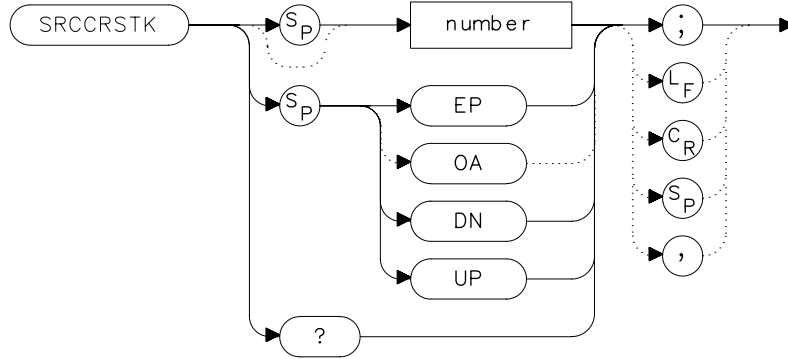 SRCCRSTK SP number ;
LF
SP EP
OA CR
DN SP
UP ,
?